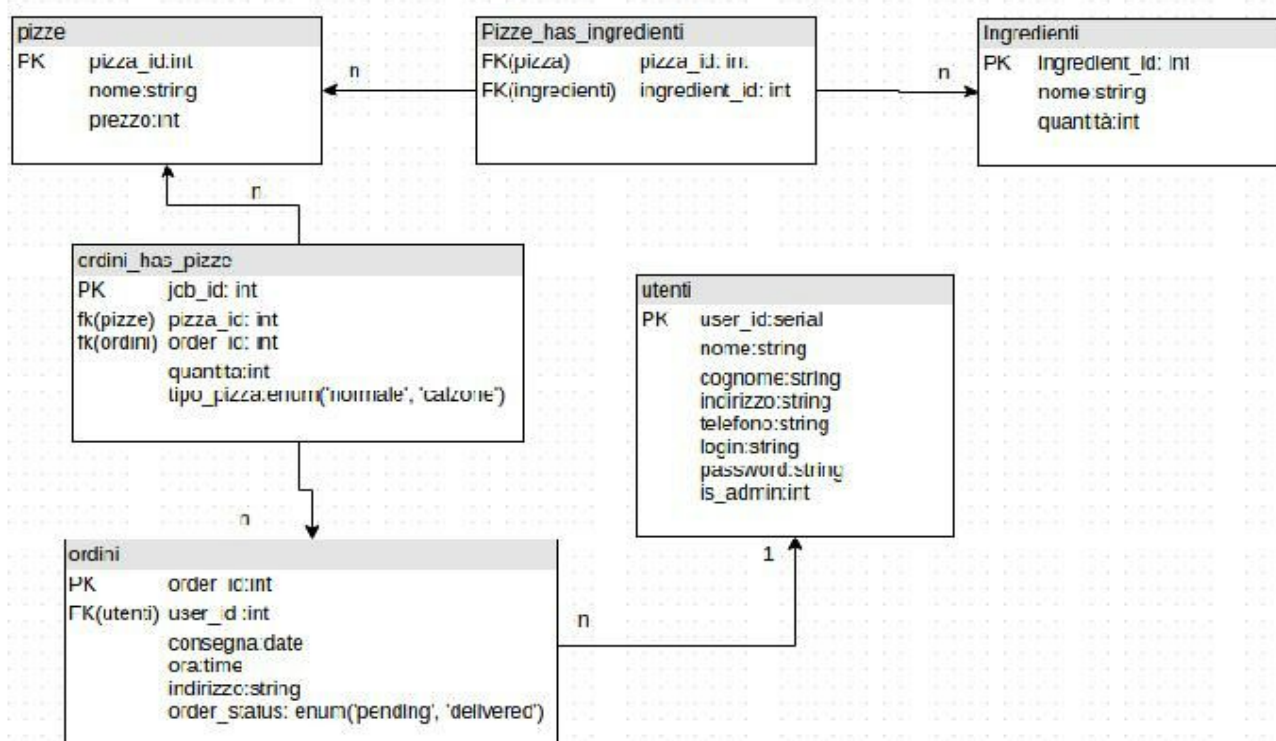 pizze
PK pizza_id:int
nome:string
prezzo:int
n
Pizze_has_ingredienti
FK(pizza) pizza_id: int
FK(ingredienti) ingredient_id: int
n
Ingredienti
PK Ingredient_id: int
nome:string
quantità:int
n
ordini_has_pizze
PK job_id: int
fk(pizze) pizza_id: int
fk(ordini) order_id: int
quantita:int
tipo_pizza:enum('normale', 'calzone')
n
utenti
PK user_id:serial
nome:string
cognome:string
indirizzo:string
telefono:string
login:string
password:string
is_admin:int
1
ordini
PK order_id:int
FK(utenti) user_id :int
consegna:date
ora:time
indirizzo:string
order_status: enum('pending', 'delivered')
n